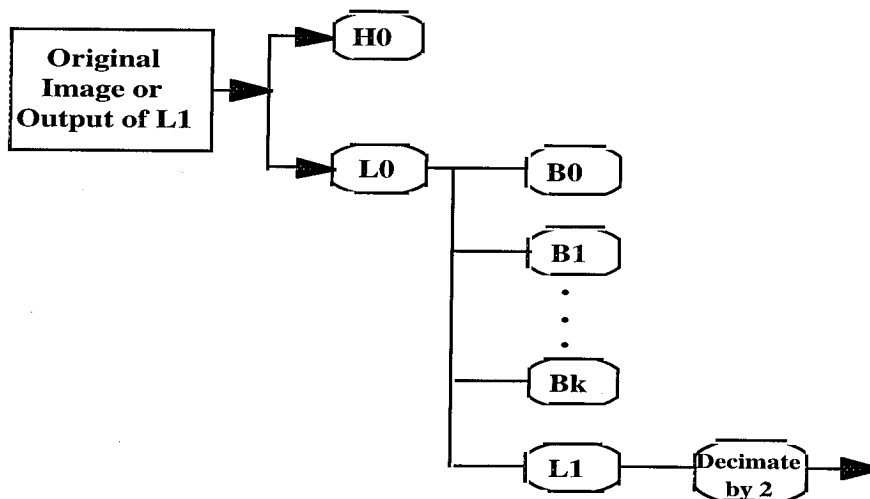 Original
Image or
Output of L1
H0
L0
B0
B1
Bk
L1
Decimate
by 2